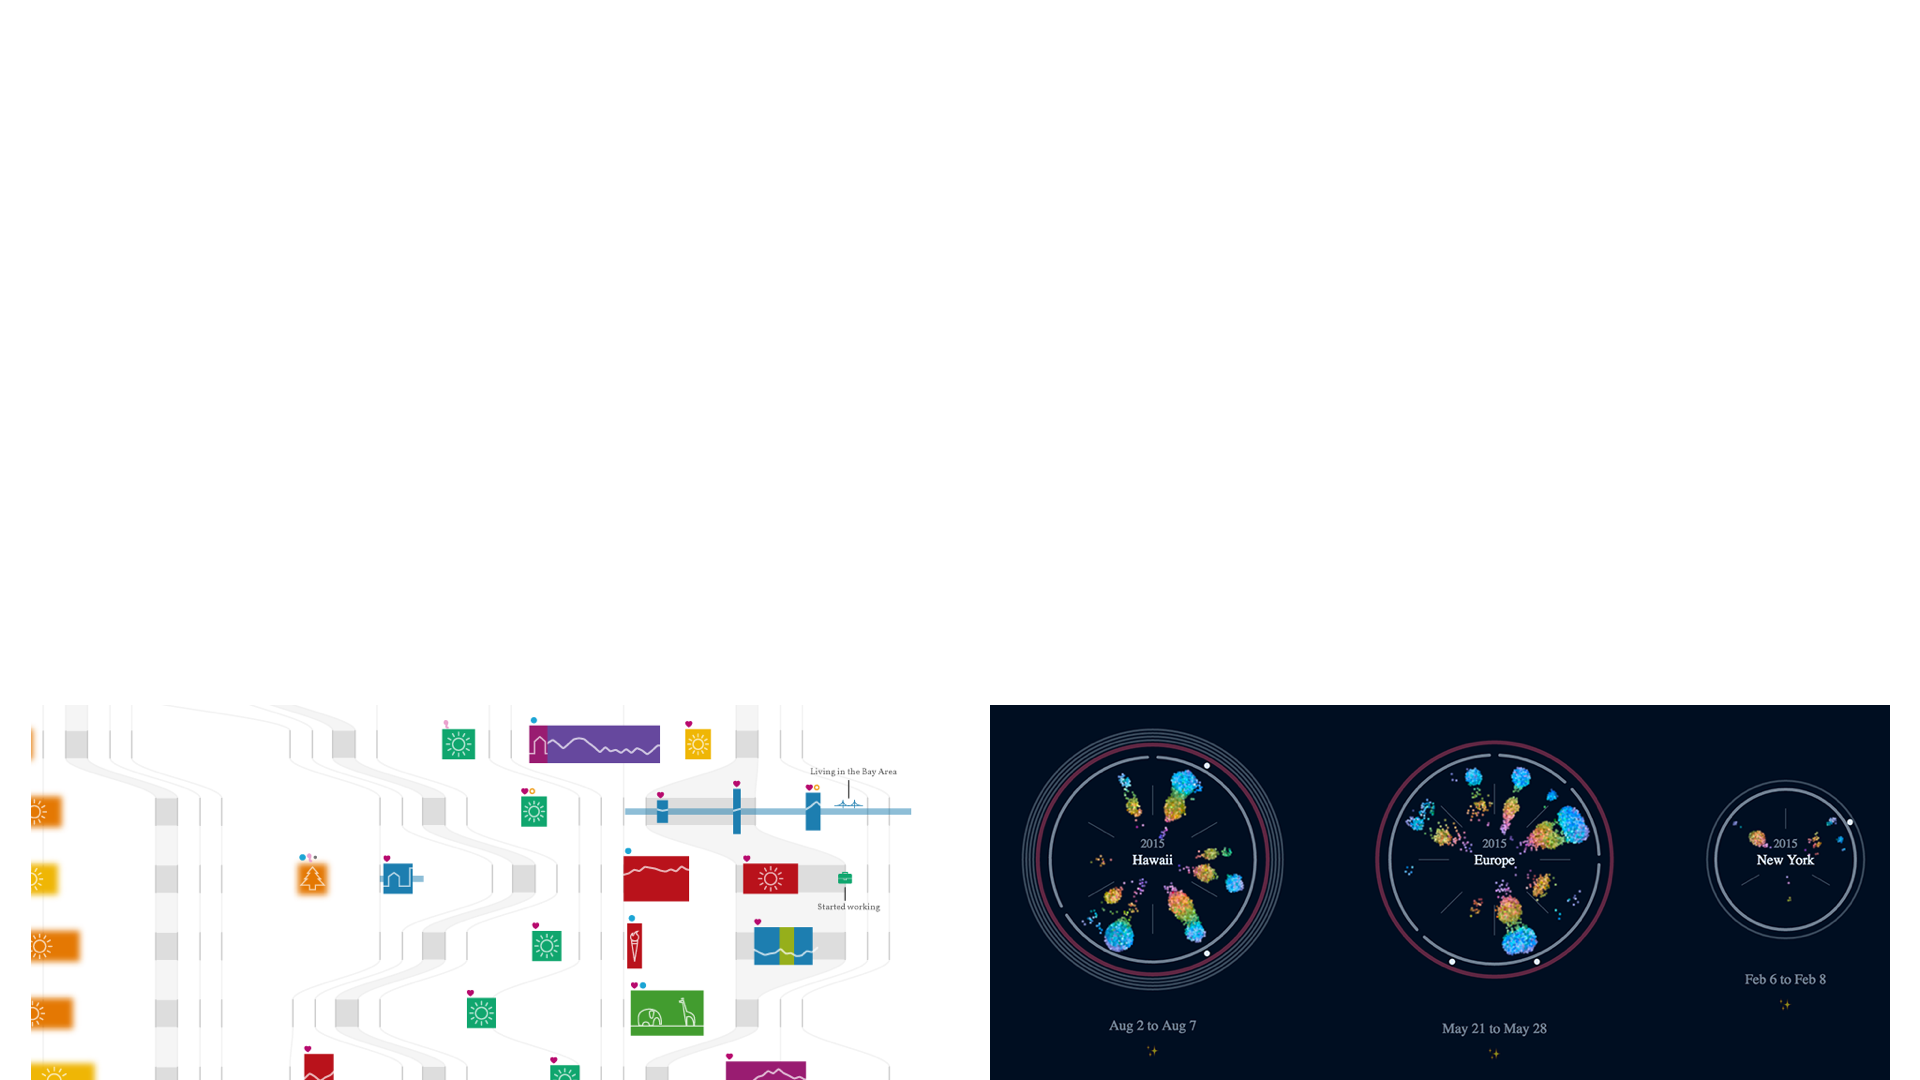 Living in the Bay Area
Started working
2015
Hawaii
Aug 2 to Aug 7
2015
Europe
May 21 to May 28
2015
New York
Feb 6 to Feb 8